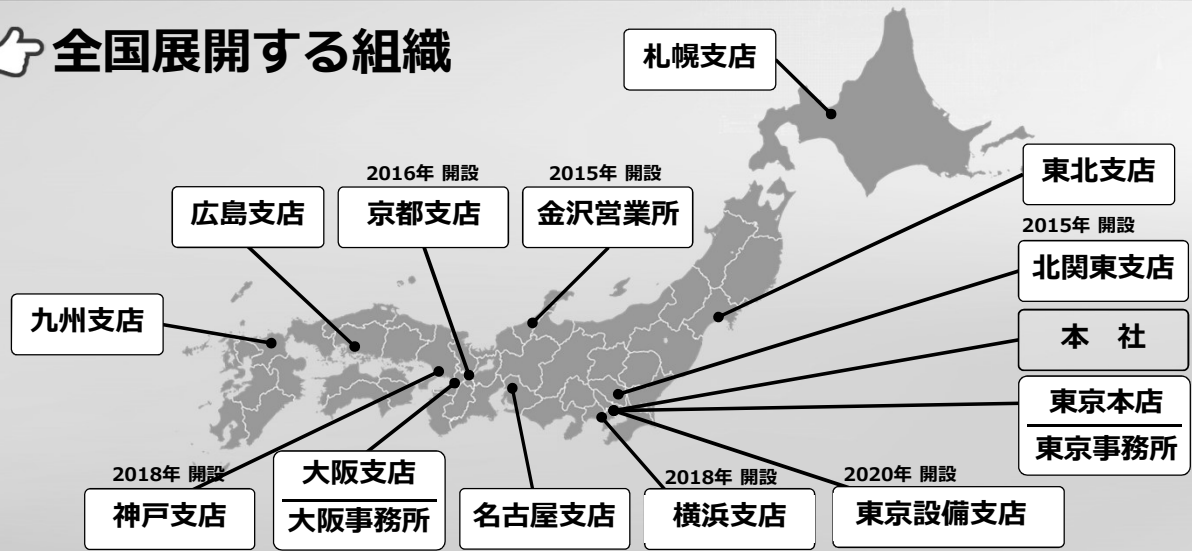 全国展開する組織
札幌支店
東北支店
2015年 開設
北関東支店
本　社
東京本店
東京事務所
2016年 開設
京都支店
2015年 開設
金沢営業所
広島支店
九州支店
2018年 開設
神戸支店
大阪支店
大阪事務所
名古屋支店
2018年 開設
横浜支店
2020年 開設
東京設備支店